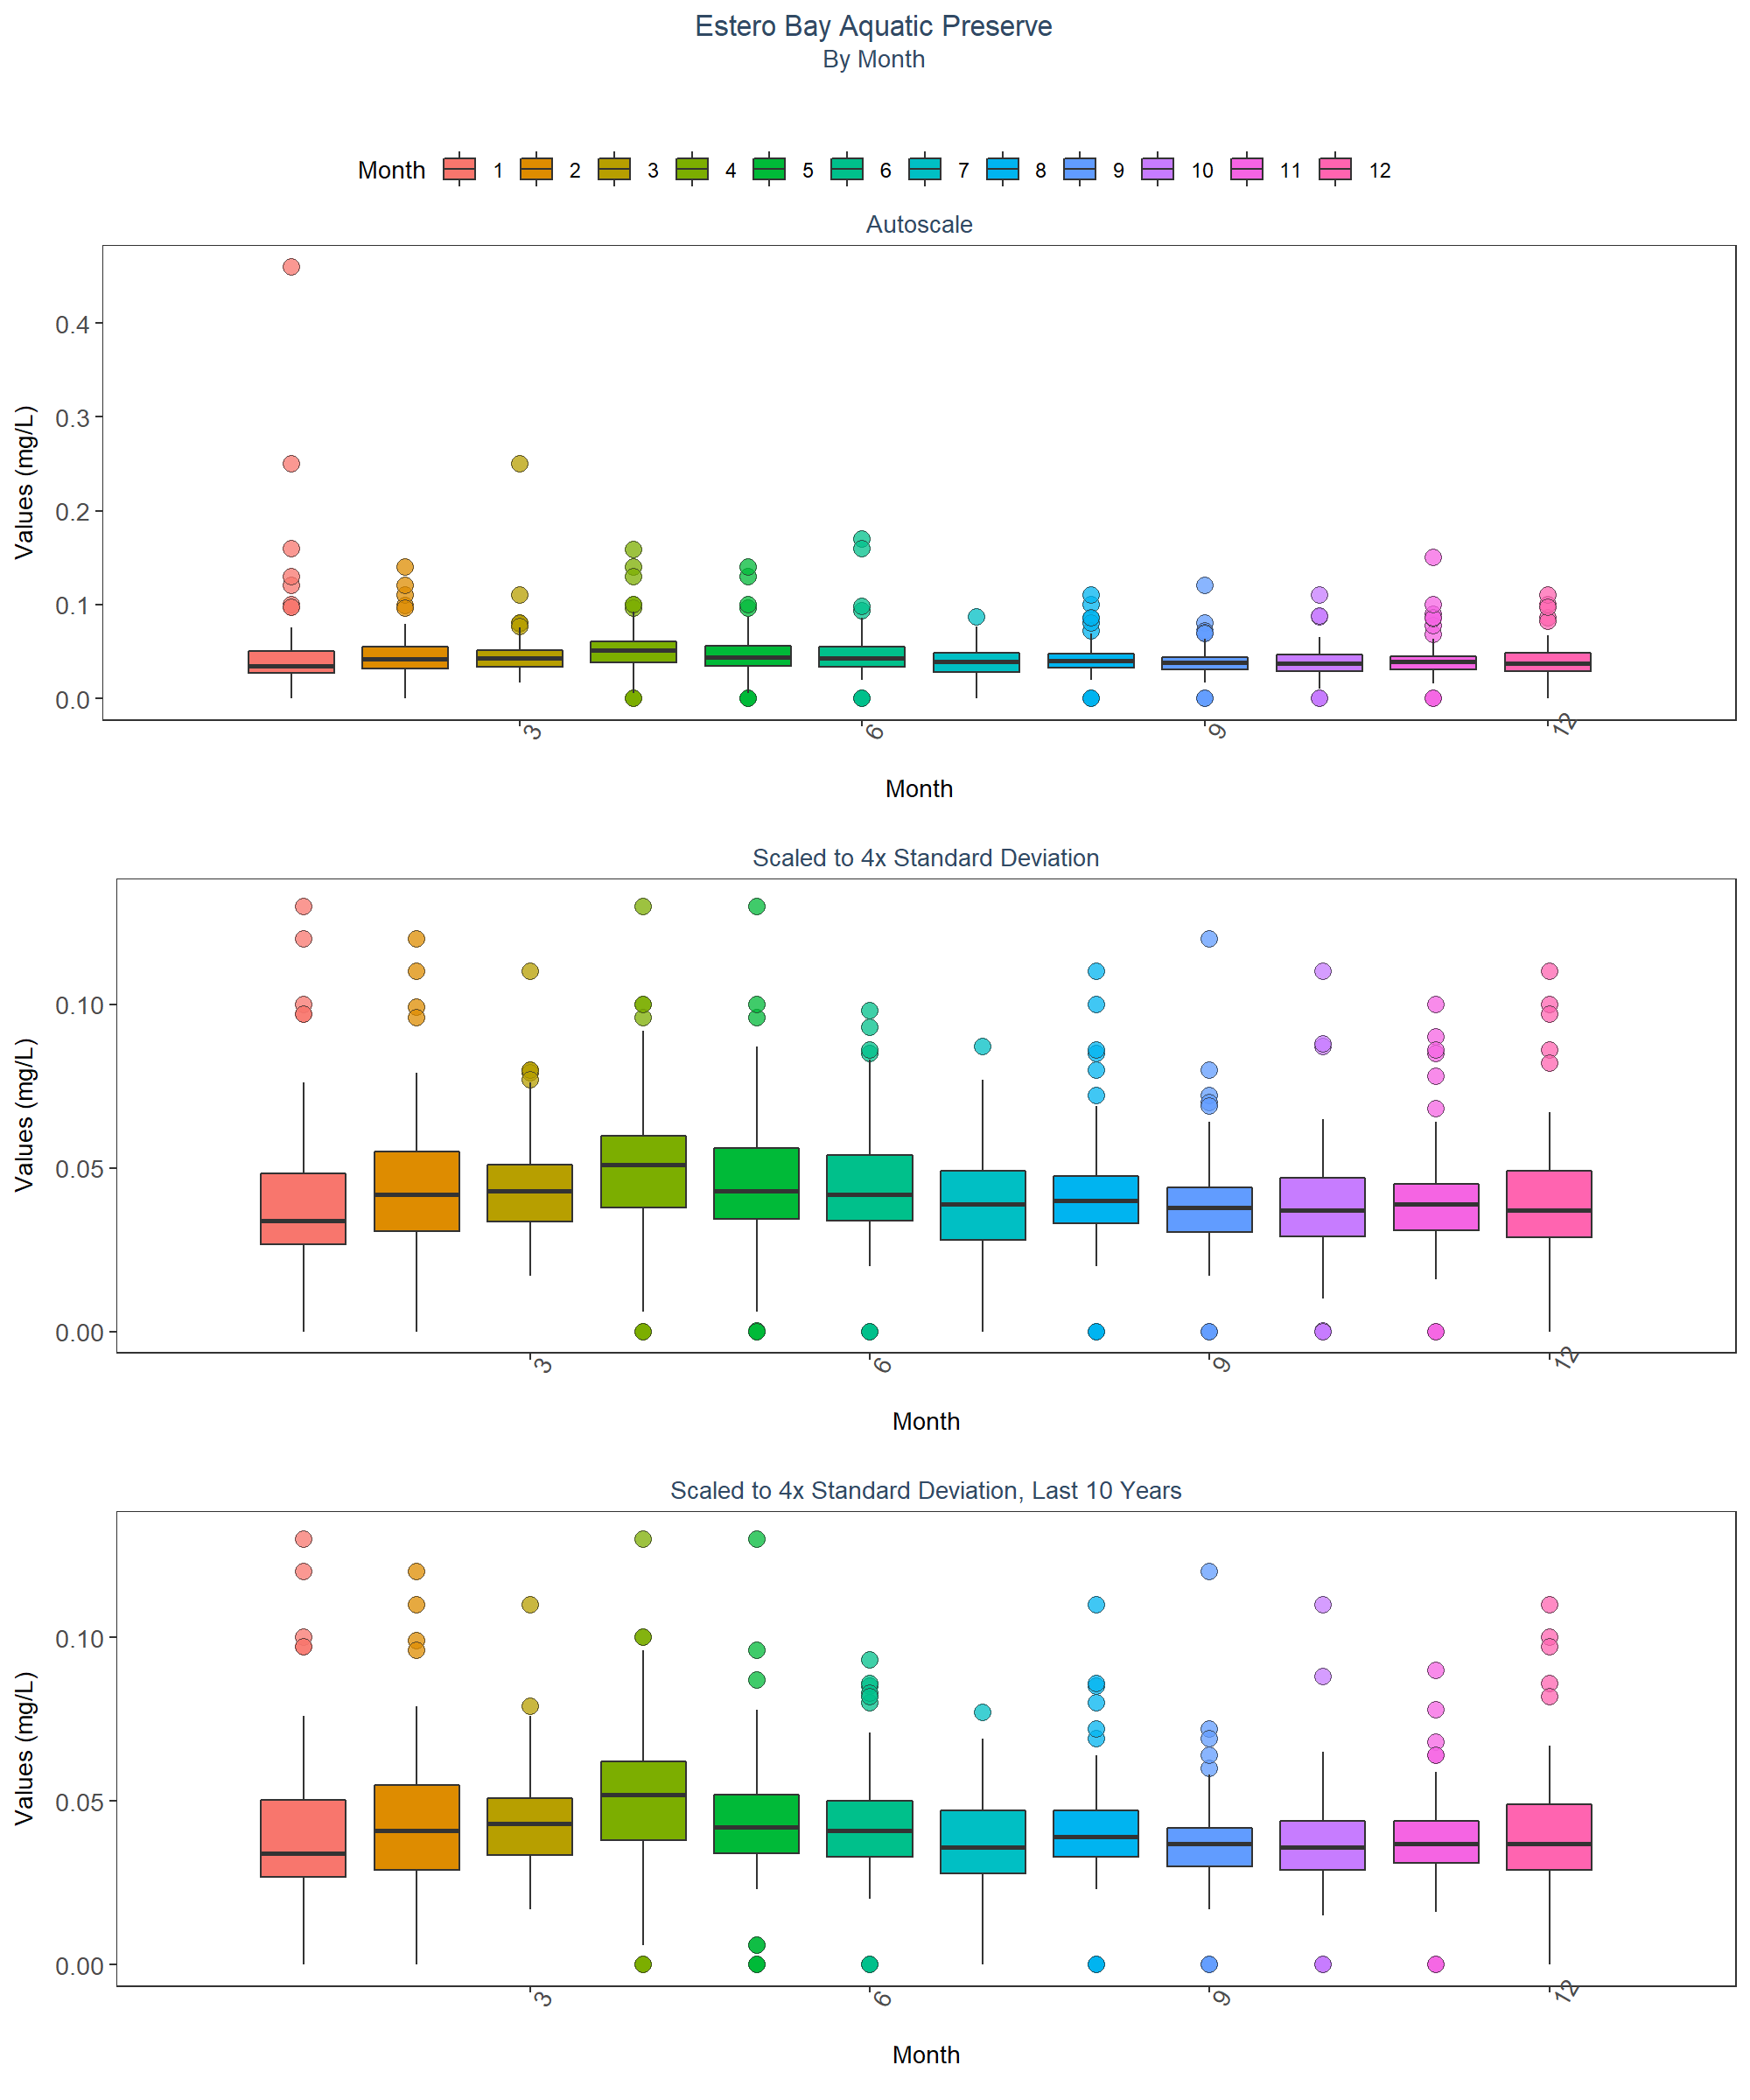 Estero Bay Aquatic Preserve
By Month
Month 1 2 3 4 5 6 7 8 9 10 11 12
Autoscale
Values (mg/L)
0.4
0.3
0.2
0.1
0.0
3 6 9 12
Month
Scaled to 4x Standard Deviation
Values (mg/L)
0.10
0.05
0.00
3 6 9 12
Month
Scaled to 4x Standard Deviation, Last 10 Years
Values (mg/L)
0.10
0.05
0.00
3 6 9 12
Month